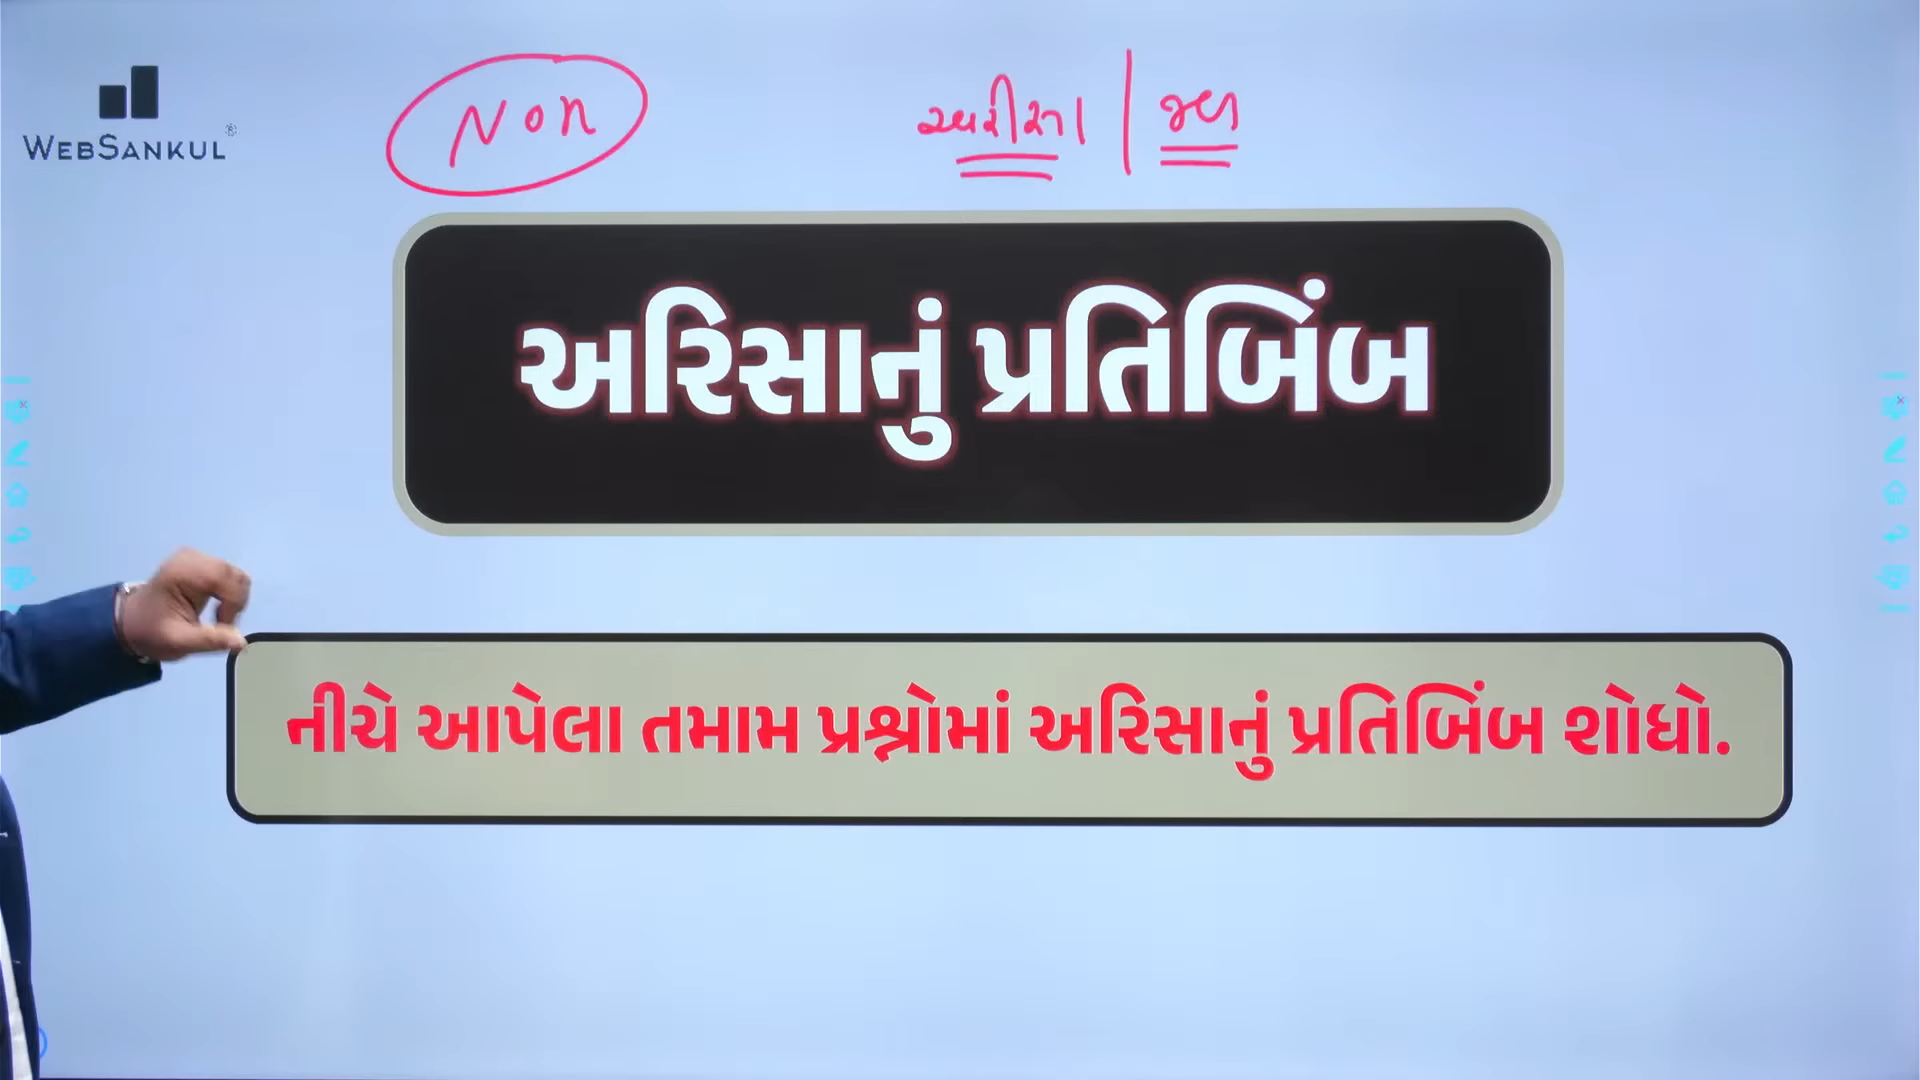 WEBSANKUL
Non
અરીસા | જલ
અરિસાનું પ્રતિબિંબ
નીચે આપેલા તમામ પ્રશ્નોમાં અરિસાનું પ્રતિબિંબ શોધો.